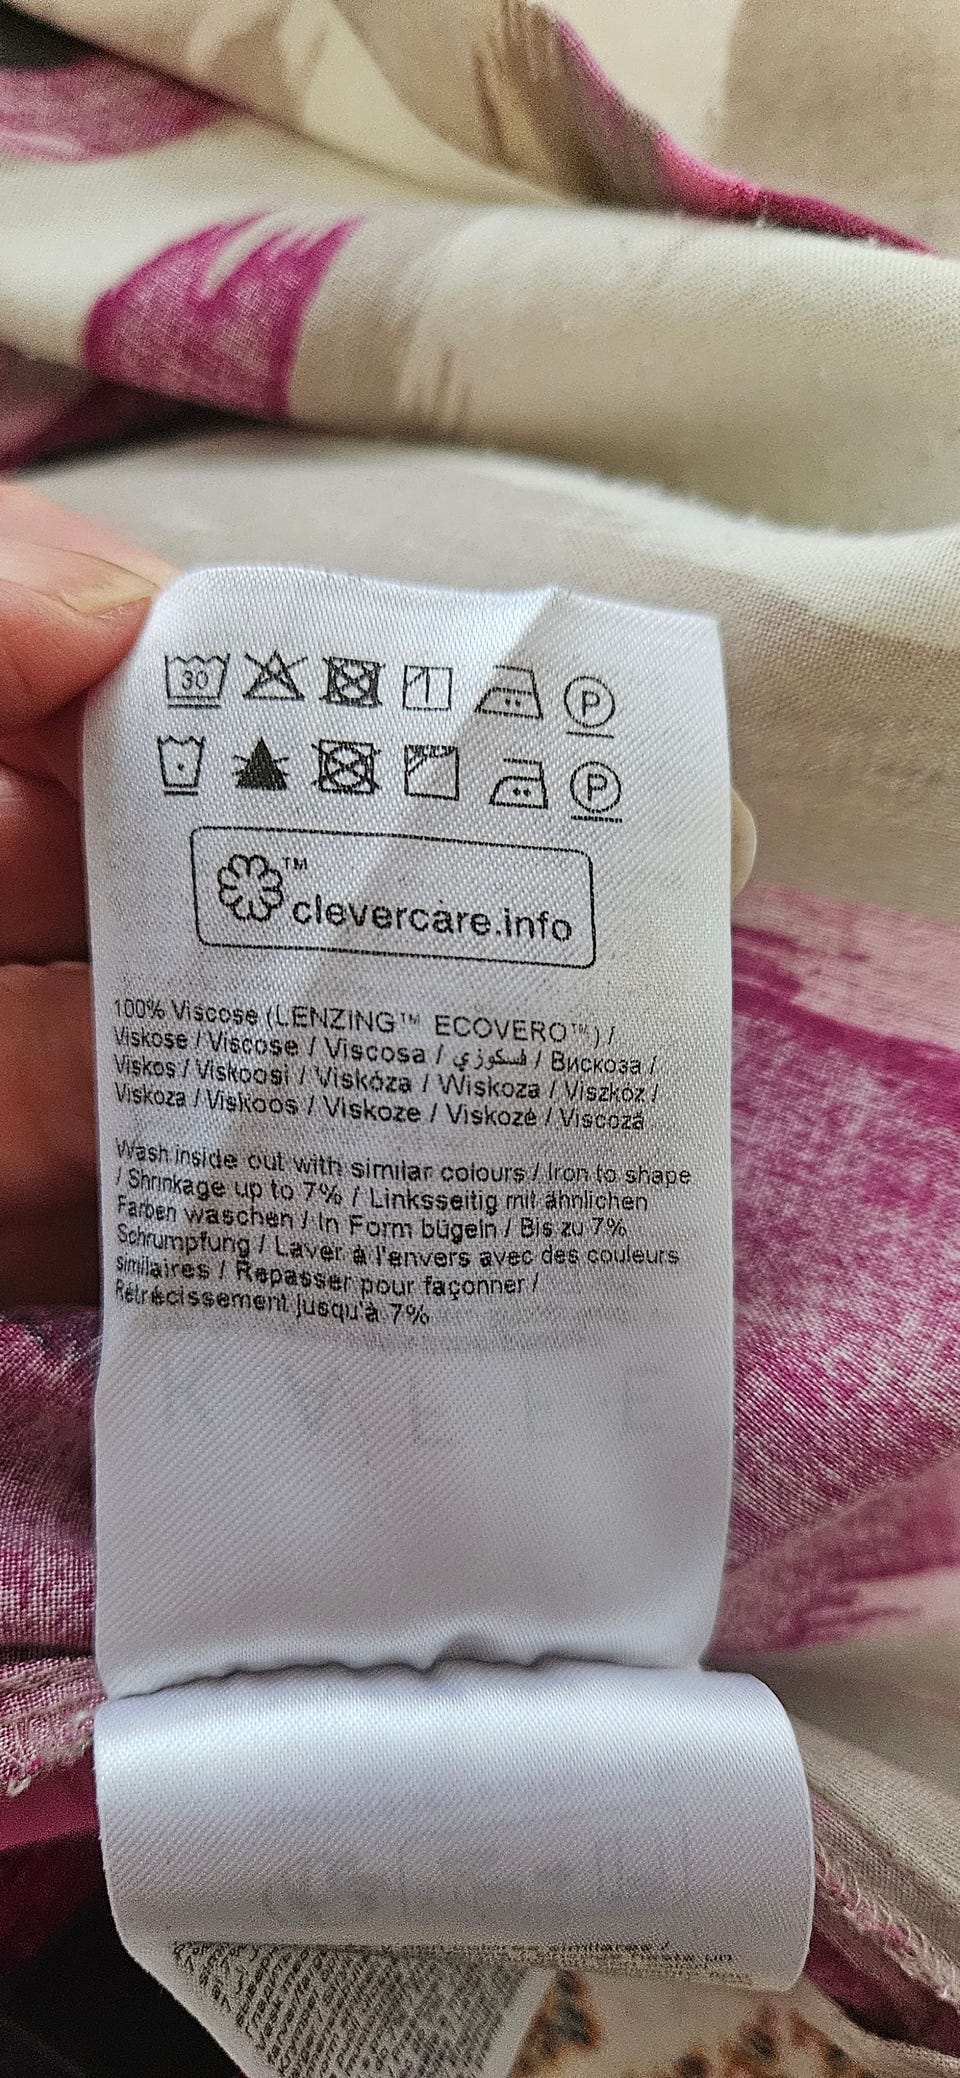 30 P
P
™
clevercare.info
100% Viscose (LENZING™ ECOVERO™) /
Viskose / Viscose / Viscosa / فسكوزي / Вискоза /
Viskos / Viskoosi / Viskóza / Wiskoza / Viszkóz /
Viskoza / Viskoos / Viskoze / Viskozė / Viscoză
Wash inside out with similar colours / Iron to shape
/ Shrinkage up to 7% / Linksseitig mit ähnlichen
Farben waschen / In Form bügeln / Bis zu 7%
Schrumpfung / Laver à l'envers avec des couleurs
similaires / Repasser pour façonner /
Rétrécissement jusqu'à 7%